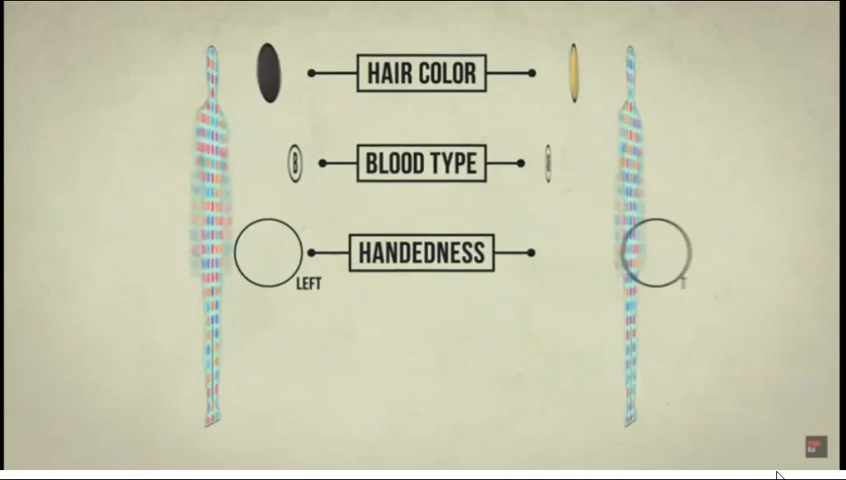 HAIR COLOR
B
BLOOD TYPE
HANDEDNESS
LEFT
T